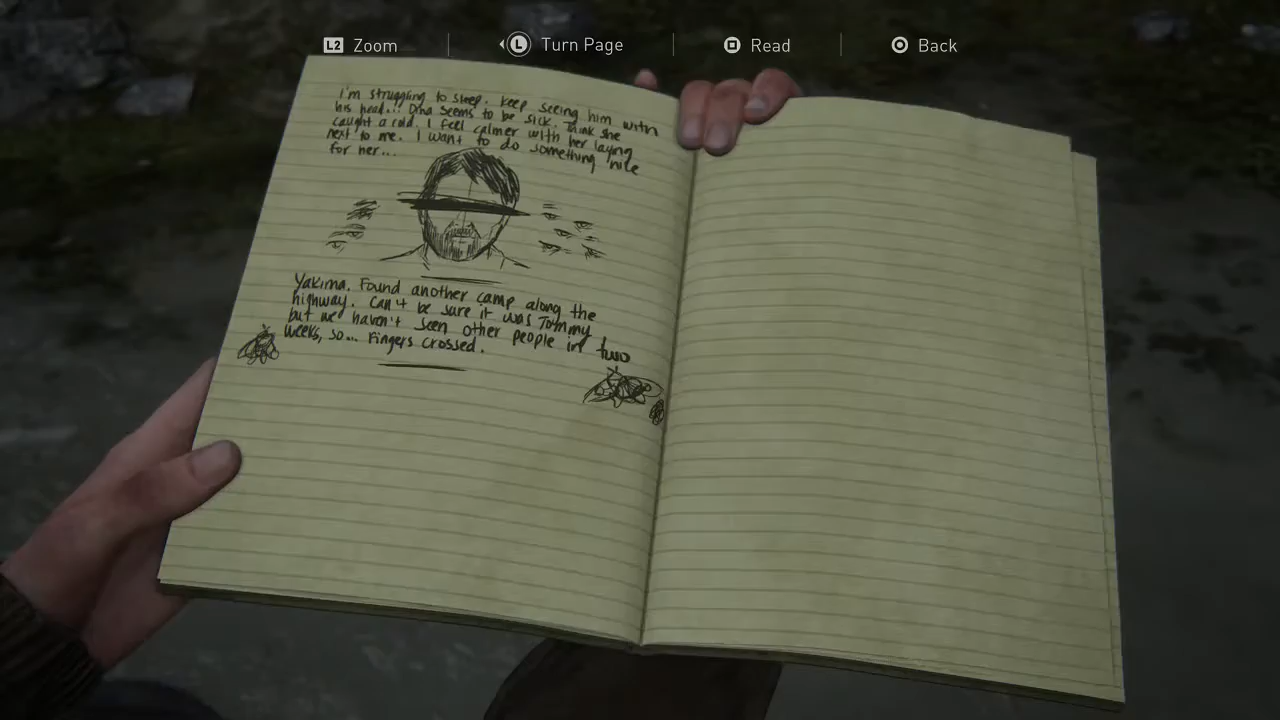 L2 Zoom
L Turn Page
Read
Back
I'm struggling to sleep. Keep seeing him with
his head... Dina seems to be sick. Think she
caught a cold. I feel calmer with her laying
next to me. I want to do something nice
for her...
Yakima. Found another camp along the
highway. Can't be sure it was Tommy
but we haven't seen other people in two
weeks, so... Fingers crossed.